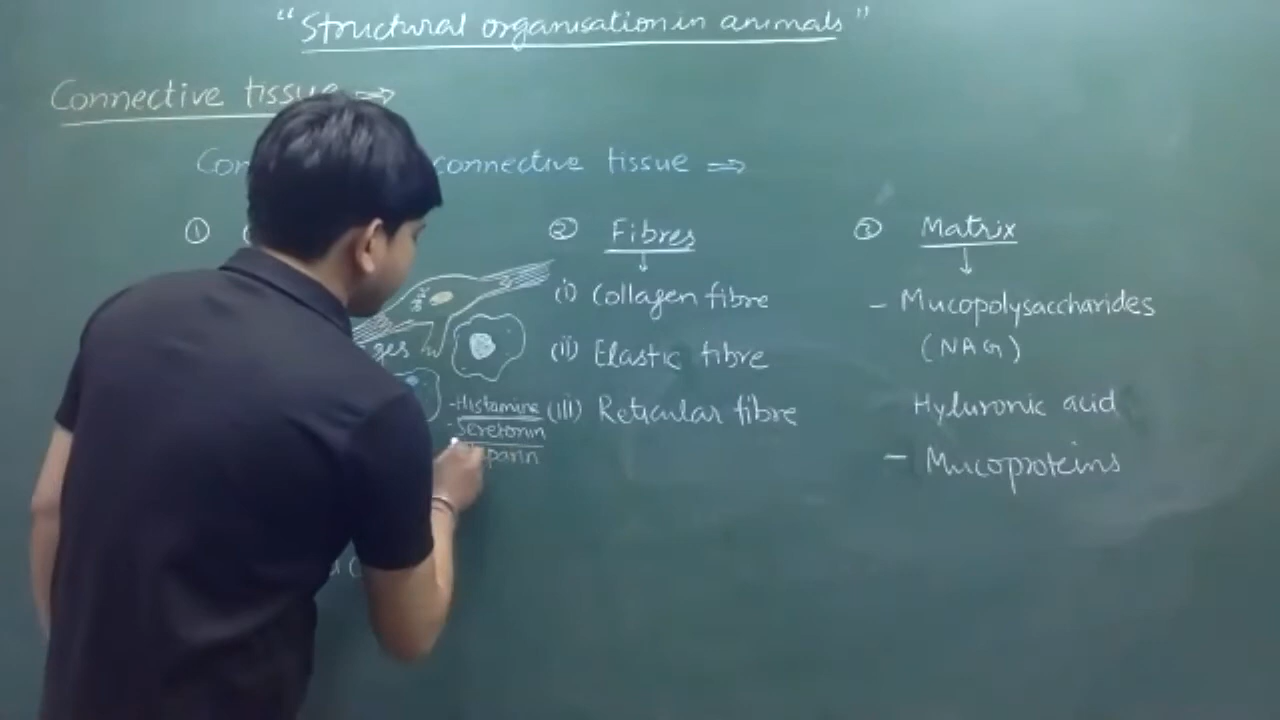 "Structural organisation in animals"
Connective tissue ⇒
connective tissue ⇒
①
② Fibres
(i) Collagen fibre
(ii) Elastic fibre
(iii) Reticular fibre
- Histamine
- Seretonin
③ Matrix
- Mucopolysaccharides
(NAG)
Hyluronic acid
- Mucoproteins